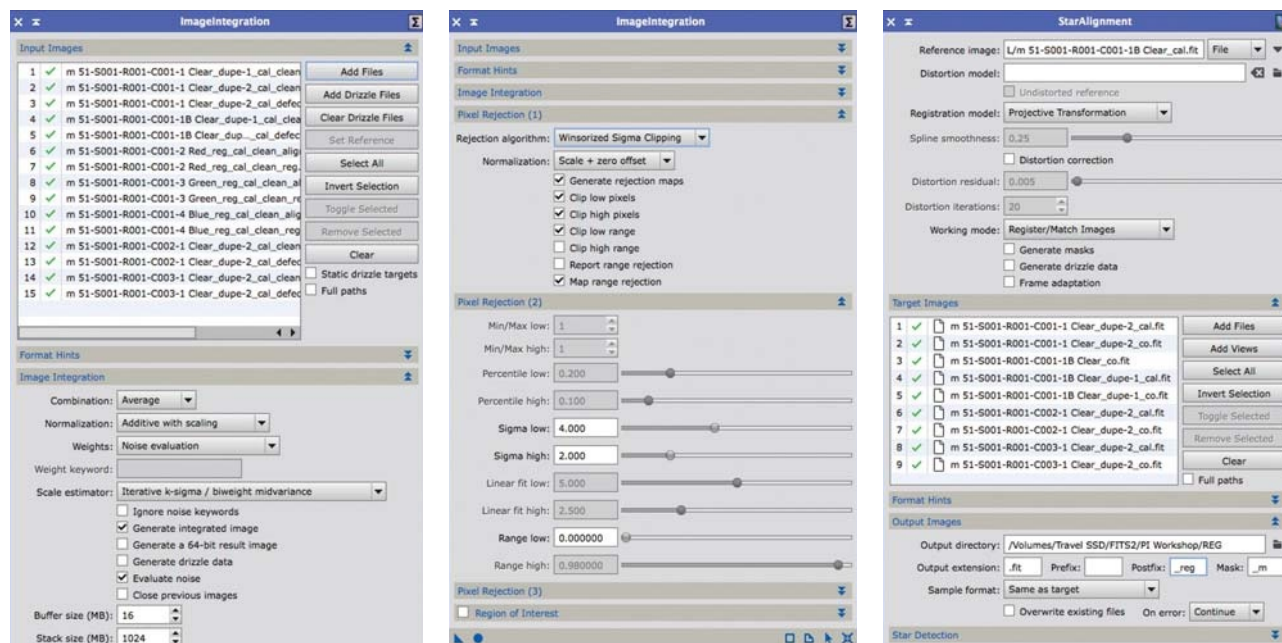 ImageIntegration
Input Images
1 m 51-S001-R001-C001-1 Clear_dupe-1_cal_clean
2 m 51-S001-R001-C001-1 Clear_dupe-2_cal_clean
3 m 51-S001-R001-C001-1 Clear_dupe-2_cal_defec
4 m 51-S001-R001-C001-1B Clear_dupe-1_cal_clea
5 m 51-S001-R001-C001-1B Clear_dup..._cal_defec
6 m 51-S001-R001-C001-2 Red_reg_cal_clean_alig
7 m 51-S001-R001-C001-2 Red_reg_cal_clean_reg.
8 m 51-S001-R001-C001-3 Green_reg_cal_clean_al
9 m 51-S001-R001-C001-3 Green_reg_cal_clean_re
10 m 51-S001-R001-C001-4 Blue_reg_cal_clean_alig
11 m 51-S001-R001-C001-4 Blue_reg_cal_clean_reg
12 m 51-S001-R001-C002-1 Clear_dupe-2_cal_clean
13 m 51-S001-R001-C002-1 Clear_dupe-2_cal_defec
14 m 51-S001-R001-C003-1 Clear_dupe-2_cal_clean
15 m 51-S001-R001-C003-1 Clear_dupe-2_cal_defec
Add Files
Add Drizzle Files
Clear Drizzle Files
Set Reference
Select All
Invert Selection
Toggle Selected
Remove Selected
Clear
Static drizzle targets
Full paths
Format Hints
Image Integration
Combination: Average
Normalization: Additive with scaling
Weights: Noise evaluation
Weight keyword:
Scale estimator: Iterative k-sigma / biweight midvariance
Ignore noise keywords
Generate integrated image
Generate a 64-bit result image
Generate drizzle data
Evaluate noise
Close previous images
Buffer size (MB): 16
Stack size (MB): 1024
ImageIntegration
Input Images
Format Hints
Image Integration
Pixel Rejection (1)
Rejection algorithm: Winsorized Sigma Clipping
Normalization: Scale + zero offset
Generate rejection maps
Clip low pixels
Clip high pixels
Clip low range
Clip high range
Report range rejection
Map range rejection
Pixel Rejection (2)
Min/Max low: 1
Min/Max high: 1
Percentile low: 0.200
Percentile high: 0.100
Sigma low: 4.000
Sigma high: 2.000
Linear fit low: 5.000
Linear fit high: 2.500
Range low: 0.000000
Range high: 0.980000
Pixel Rejection (3)
Region of Interest
StarAlignment
Reference image: L/m 51-S001-R001-C001-1B Clear_cal.fit File
Distortion model:
Undistorted reference
Registration model: Projective Transformation
Spline smoothness: 0.25
Distortion correction
Distortion residual: 0.005
Distortion iterations: 20
Working mode: Register/Match Images
Generate masks
Generate drizzle data
Frame adaptation
Target Images
1 m 51-S001-R001-C001-1 Clear_dupe-2_cal.fit
2 m 51-S001-R001-C001-1 Clear_dupe-2_co.fit
3 m 51-S001-R001-C001-1B Clear_co.fit
4 m 51-S001-R001-C001-1B Clear_dupe-1_cal.fit
5 m 51-S001-R001-C001-1B Clear_dupe-1_co.fit
6 m 51-S001-R001-C002-1 Clear_dupe-2_cal.fit
7 m 51-S001-R001-C002-1 Clear_dupe-2_co.fit
8 m 51-S001-R001-C003-1 Clear_dupe-2_cal.fit
9 m 51-S001-R001-C003-1 Clear_dupe-2_co.fit
Add Files
Add Views
Select All
Invert Selection
Toggle Selected
Remove Selected
Clear
Full paths
Format Hints
Output Images
Output directory: /Volumes/Travel SSD/FITS2/PI Workshop/REG
Output extension: .fit Prefix: Postfix: _reg Mask: _m
Sample format: Same as target
Overwrite existing files On error: Continue
Star Detection